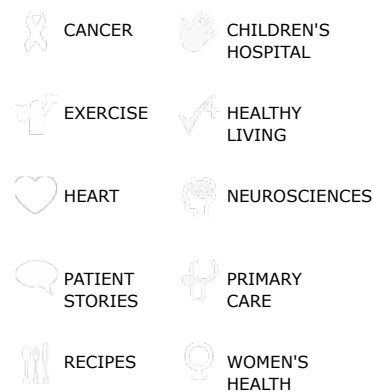 CANCER
CHILDREN'S
HOSPITAL
EXERCISE
HEALTHY
LIVING
HEART
NEUROSCIENCES
PATIENT
STORIES
PRIMARY
CARE
RECIPES
WOMEN'S
HEALTH